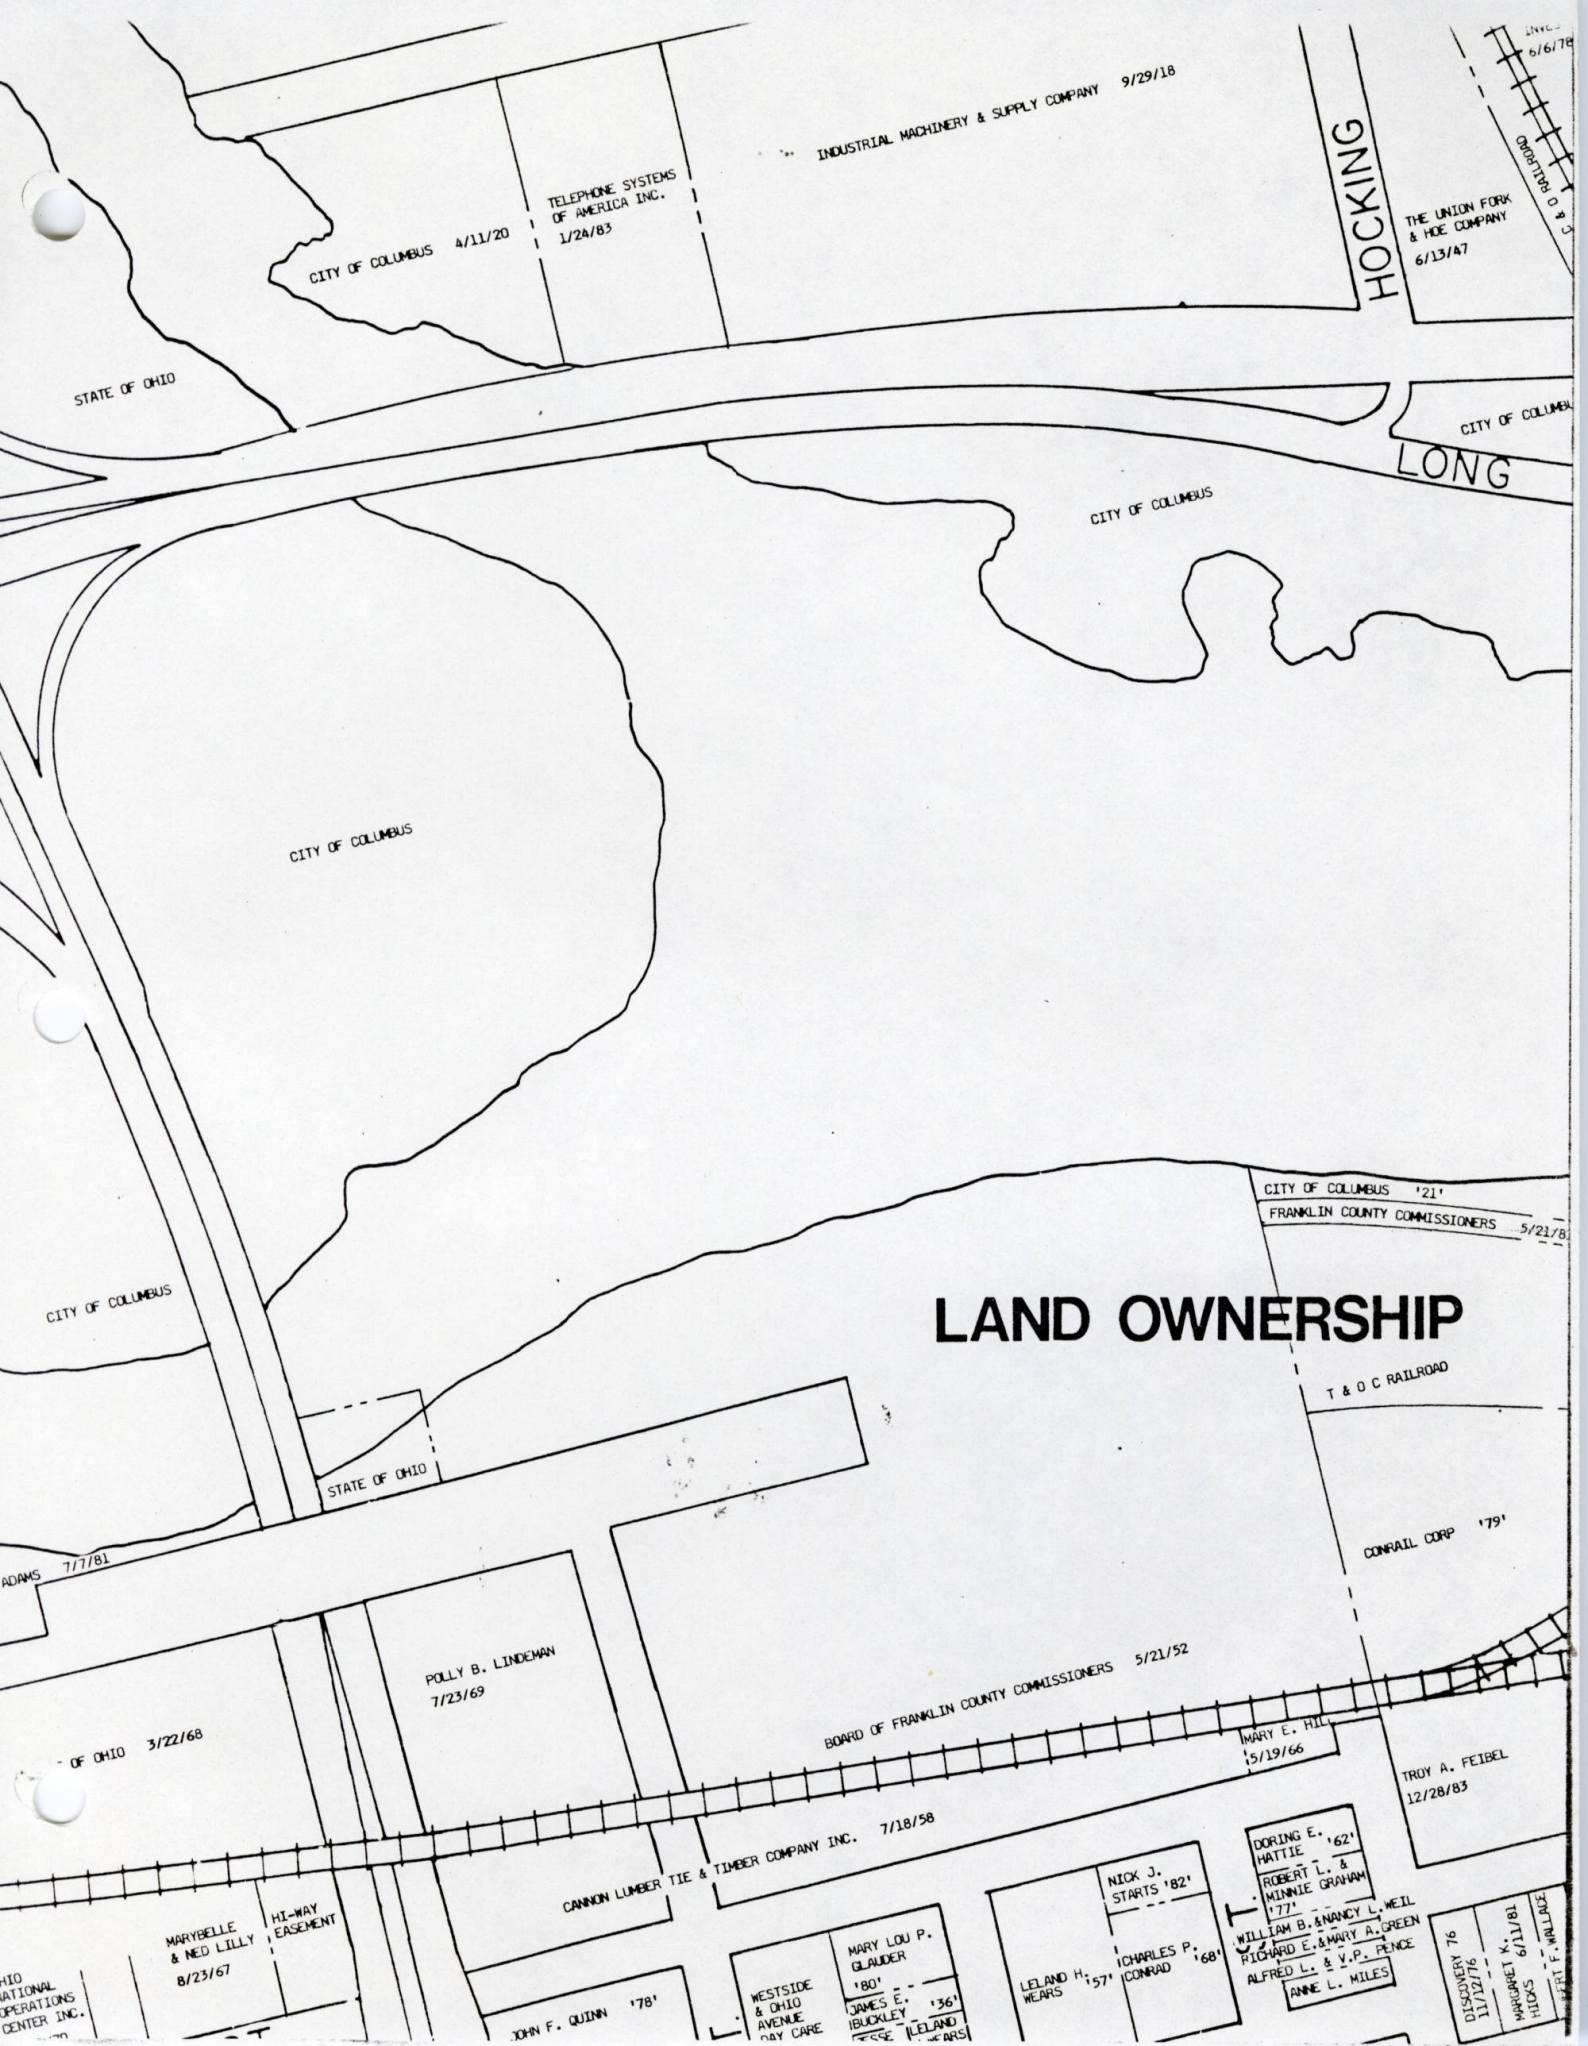 6/6/78
INDUSTRIAL MACHINERY & SUPPLY COMPANY 9/29/18
HOCKING
C & O RAILROAD
TELEPHONE SYSTEMS
OF AMERICA INC.
1/24/83
THE UNION FORK
& HOE COMPANY
6/13/47
CITY OF COLUMBUS 4/11/20
STATE OF OHIO
CITY OF COLUMBU
LONG
CITY OF COLUMBUS
CITY OF COLUMBUS
CITY OF COLUMBUS '21'
FRANKLIN COUNTY COMMISSIONERS 5/21/8
CITY OF COLUMBUS
LAND OWNERSHIP
T & O C RAILROAD
STATE OF OHIO
CONRAIL CORP '79'
ADAMS 7/7/81
POLLY B. LINDEMAN
7/23/69
BOARD OF FRANKLIN COUNTY COMMISSIONERS 5/21/52
OF OHIO 3/22/68
MARY E. HILL
5/19/66
TROY A. FEIBEL
12/28/83
CANNON LUMBER TIE & TIMBER COMPANY INC. 7/18/58
DORING E.
HATTIE '62'
ROBERT L. &
MINNIE GRAHAM
'77'
WILLIAM B.&NANCY L.WEIL
RICHARD E.&MARY A.GREEN
ALFRED L. & V.P. PENCE
ANNE L. MILES
NICK J.
STARTS '82'
CHARLES P.
CONRAD '68'
LELAND H.
WEARS '57'
MARYBELLE
& NED LILLY
8/23/67
HI-WAY
EASEMENT
MARY LOU P.
GLAUDER
'80'
JAMES E.
BUCKLEY '36'
LELAND
WEARS
WESTSIDE
& OHIO
AVENUE
DAY CARE
JOHN F. QUINN '78'
HIO
ATIONAL
OPERATIONS
CENTER INC.
DISCOVERY 76
11/12/76
MARGARET K.
HICKS 6/11/81
F. WALLACE